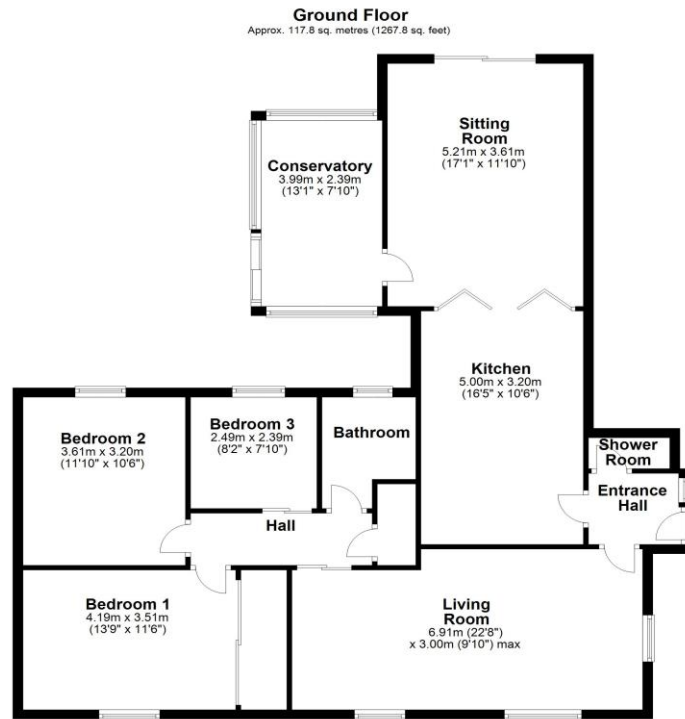 Ground Floor
Approx. 117.8 sq. metres (1267.8 sq. feet)
Sitting
Room
5.21m x 3.61m
(17'1" x 11'10")
Conservatory
3.99m x 2.39m
(13'1" x 7'10")
Kitchen
5.00m x 3.20m
(16'5" x 10'6")
Bedroom 2
3.61m x 3.20m
(11'10" x 10'6")
Bedroom 3
2.49m x 2.39m
(8'2" x 7'10")
Bathroom
Shower
Room
Entrance
Hall
Hall
Bedroom 1
4.19m x 3.51m
(13'9" x 11'6")
Living
Room
6.91m (22'8")
x 3.00m (9'10") max